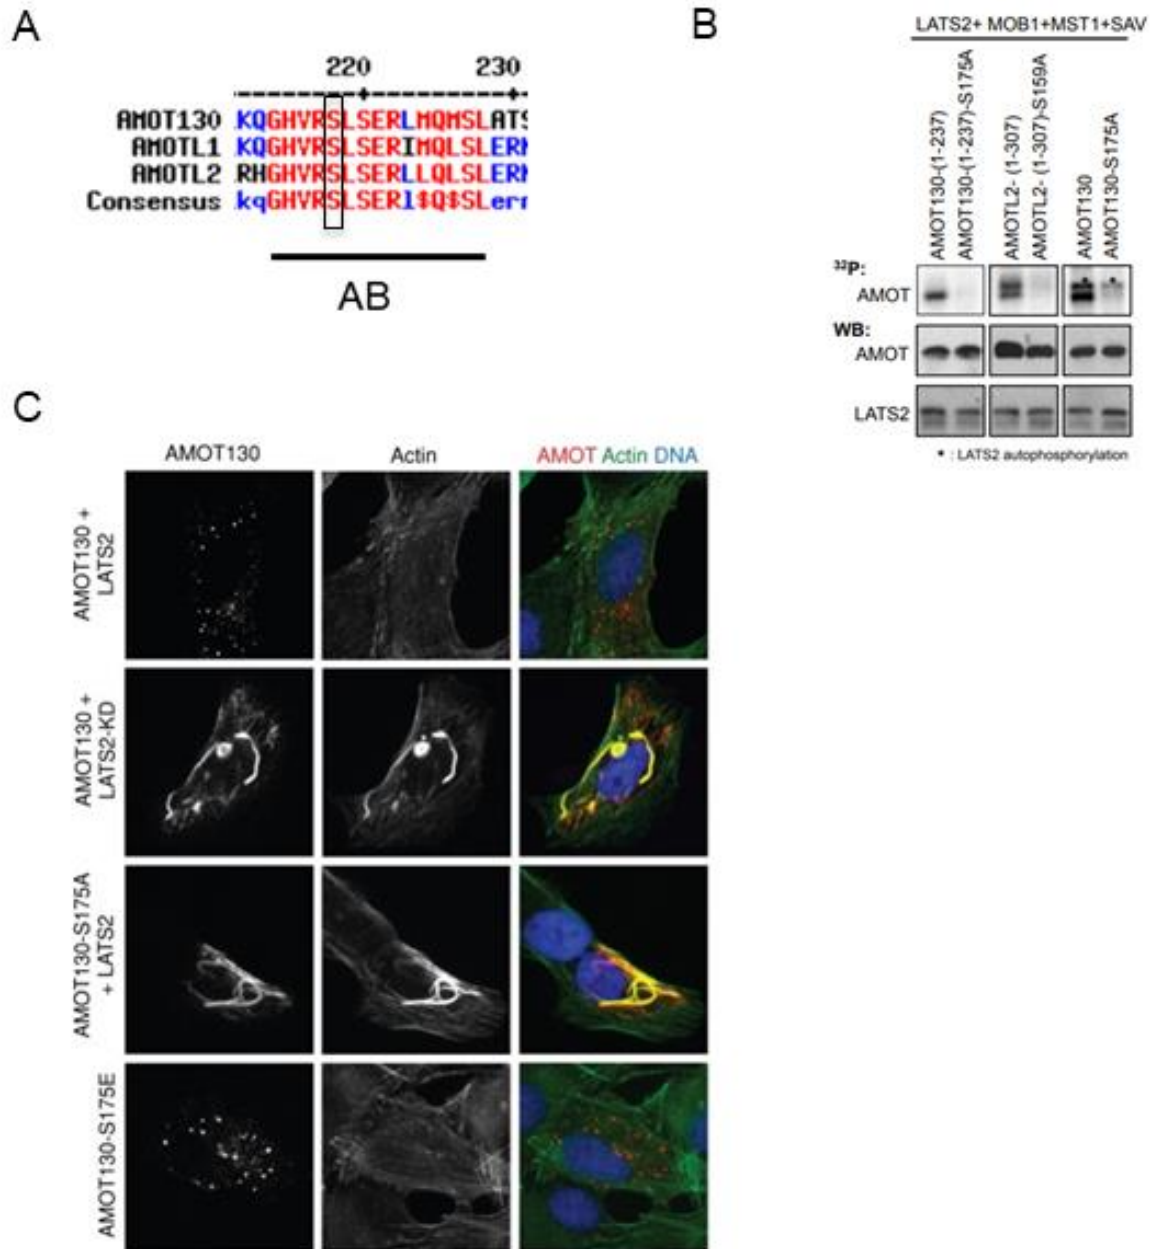 A
220 230
AMOT130 KQGHVRSLSERLMQMSLATS
AMOTL1 KQGHVRSLSERIMQLSLERN
AMOTL2 RHGHVRSLSERLLQLSLERN
Consensus kqGHVRSLSERl$Q$SLerr
AB
B
LATS2+ MOB1+MST1+SAV
AMOT130-(1-237)
AMOT130-(1-237)-S175A
AMOTL2- (1-307)
AMOTL2- (1-307)-S159A
AMOT130
AMOT130-S175A
32P:
AMOT
WB:
AMOT
LATS2
* : LATS2 autophosphorylation
C
AMOT130 Actin AMOT Actin DNA
AMOT130 +
LATS2
AMOT130 +
LATS2-KD
AMOT130-S175A
+ LATS2
AMOT130-S175E